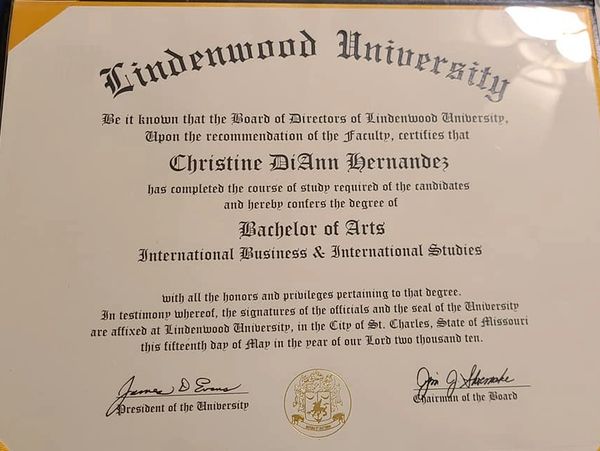 Lindenwood University
Be it known that the Board of Directors of Lindenwood University,
Upon the recommendation of the Faculty, certifies that
Christine DiAnn Hernandez
has completed the course of study required of the candidates
and hereby confers the degree of
Bachelor of Arts
International Business & International Studies
with all the honors and privileges pertaining to that degree.
In testimony whereof, the signatures of the officials and the seal of the University
are affixed at Lindenwood University, in the City of St. Charles, State of Missouri
this fifteenth day of May in the year of our Lord two thousand ten.
James D Evans
President of the University
Jim J Shoemake
Chairman of the Board